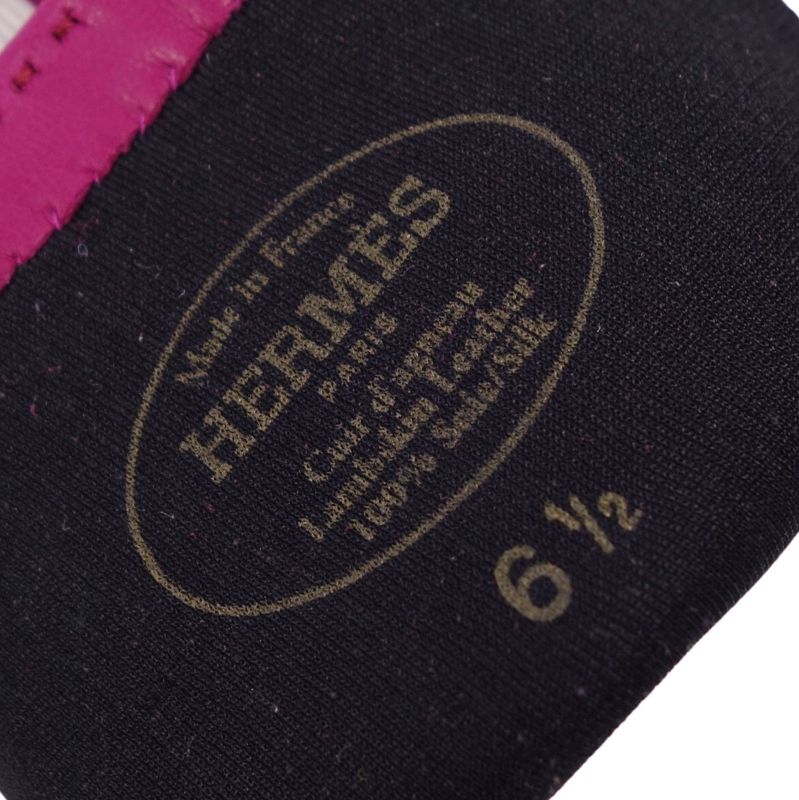 Made in France
HERMÈS
PARIS
Cuir d'agneau
Lambskin Leather
100% Soie/Silk
6 ½